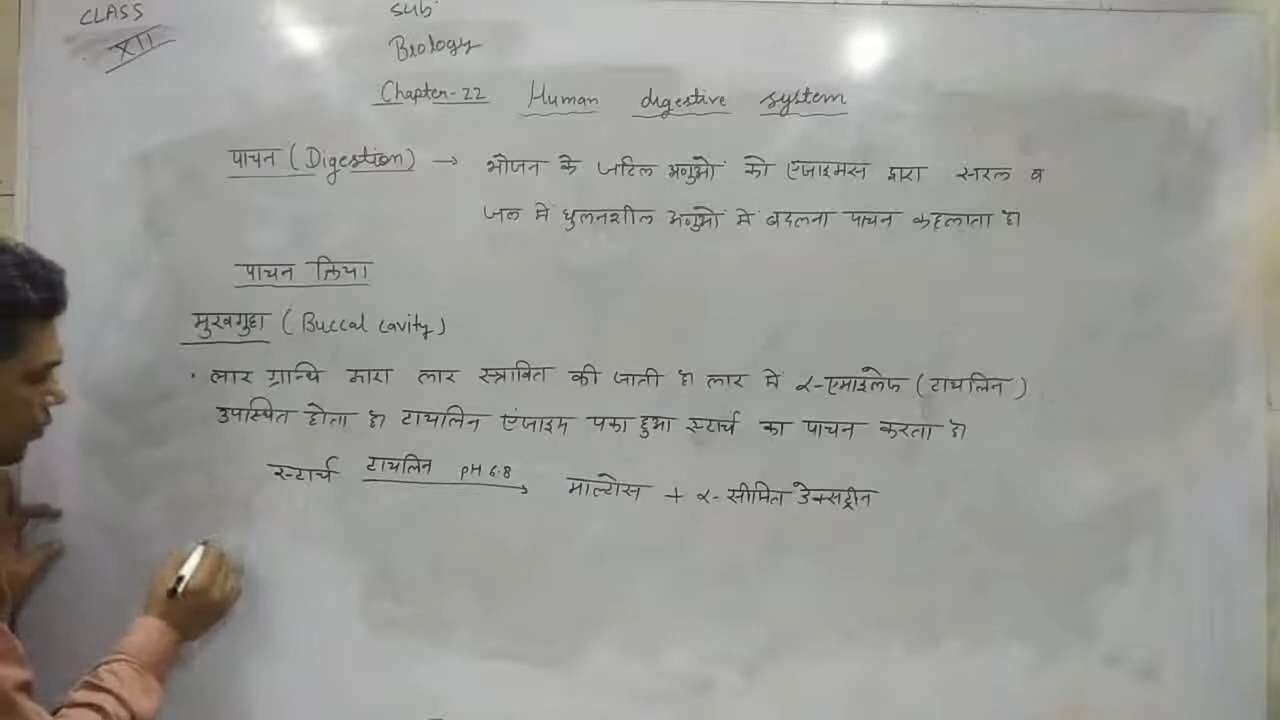 CLASS
XII
Sub
Biology
Chapter-22 Human digestive system
पाचन (Digestion) → भोजन के जटिल अणुओं को एंजाइमस द्वारा सरल व
जल में घुलनशील अणुओं में बदलना पाचन कहलाता है।
पाचन क्रिया
मुखगुहा (Buccal cavity)
· लार ग्रान्थि द्वारा लार स्त्रावित की जाती है। लार में α-एमाइलेज (टायलिन)
उपस्थित होता है। टायलिन एंजाइम पका हुआ स्टार्च का पाचन करता है।
स्टार्च टायलिन pH 6.8 → माल्टोस + α- सीमित डेक्सट्रीन